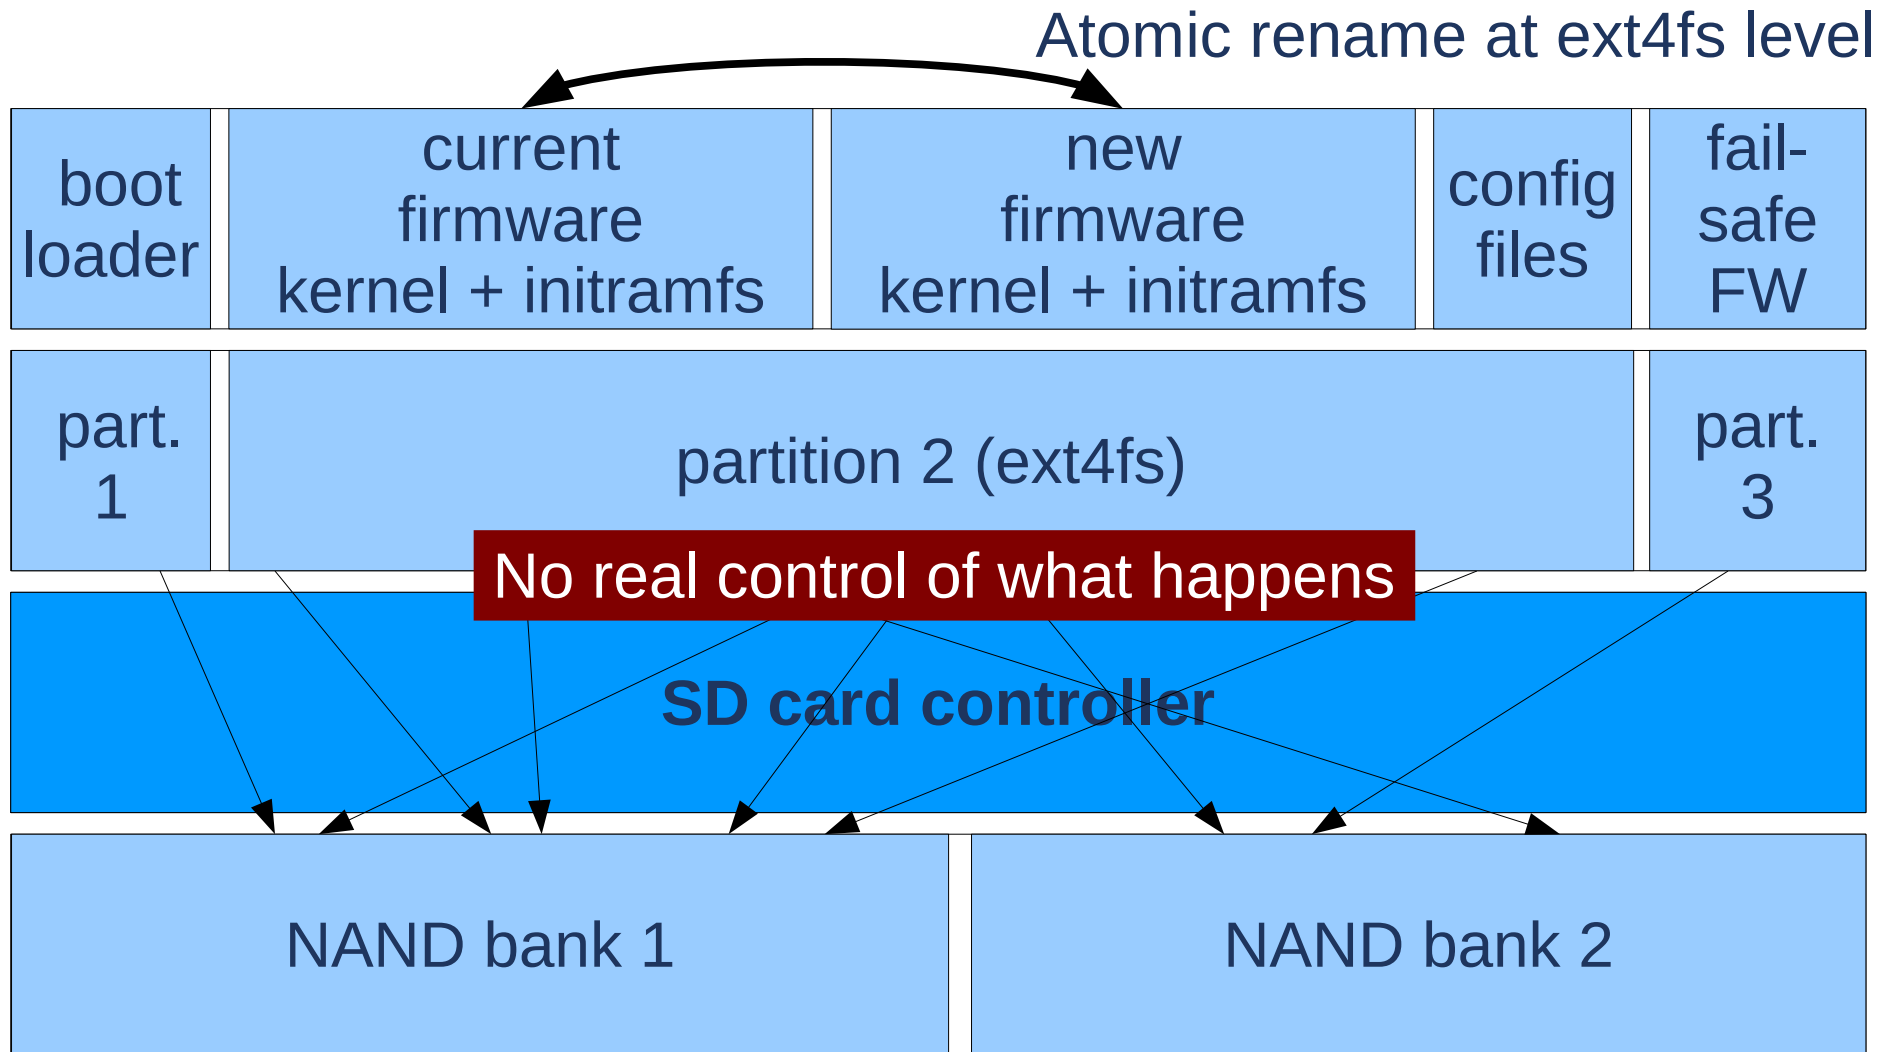 Atomic rename at ext4fs level
boot
loader
current
firmware
kernel + initramfs
new
firmware
kernel + initramfs
config
files
fail-
safe
FW
part.
1
partition 2 (ext4fs)
part.
3
No real control of what happens
SD card controller
NAND bank 1
NAND bank 2